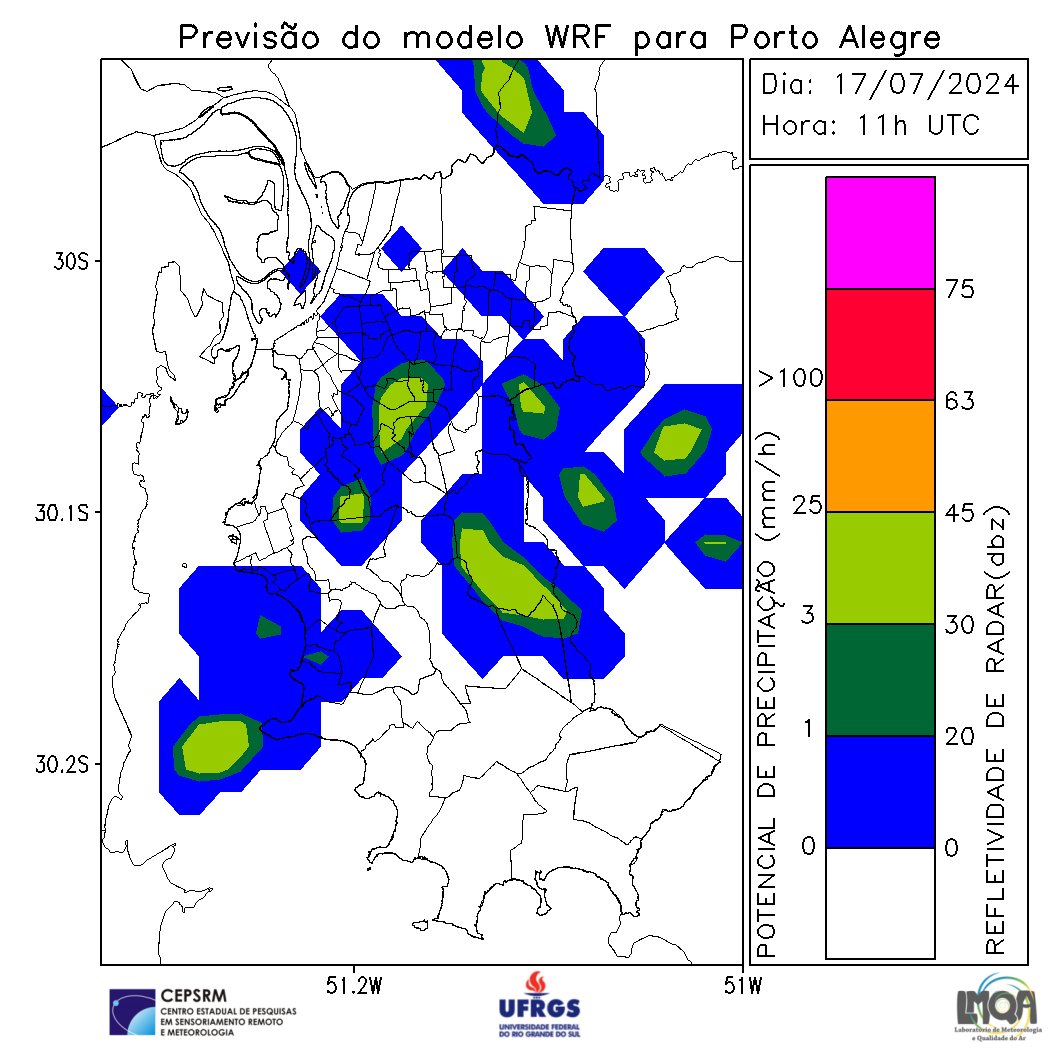 Previsão do modelo WRF para Porto Alegre
Dia: 17/07/2024
Hora: 11h UTC
30S
30.1S
30.2S
51.2W
51W
POTENCIAL DE PRECIPITAÇÃO (mm/h)
>100
25
3
1
0
75
63
45
30
20
0
REFLETIVIDADE DE RADAR(dbz)
CEPSRM
CENTRO ESTADUAL DE PESQUISAS
EM SENSORIAMENTO REMOTO
E METEOROLOGIA
UFRGS
UNIVERSIDADE FEDERAL
DO RIO GRANDE DO SUL
LMQA
Laboratório de Meteorologia
e Qualidade do Ar